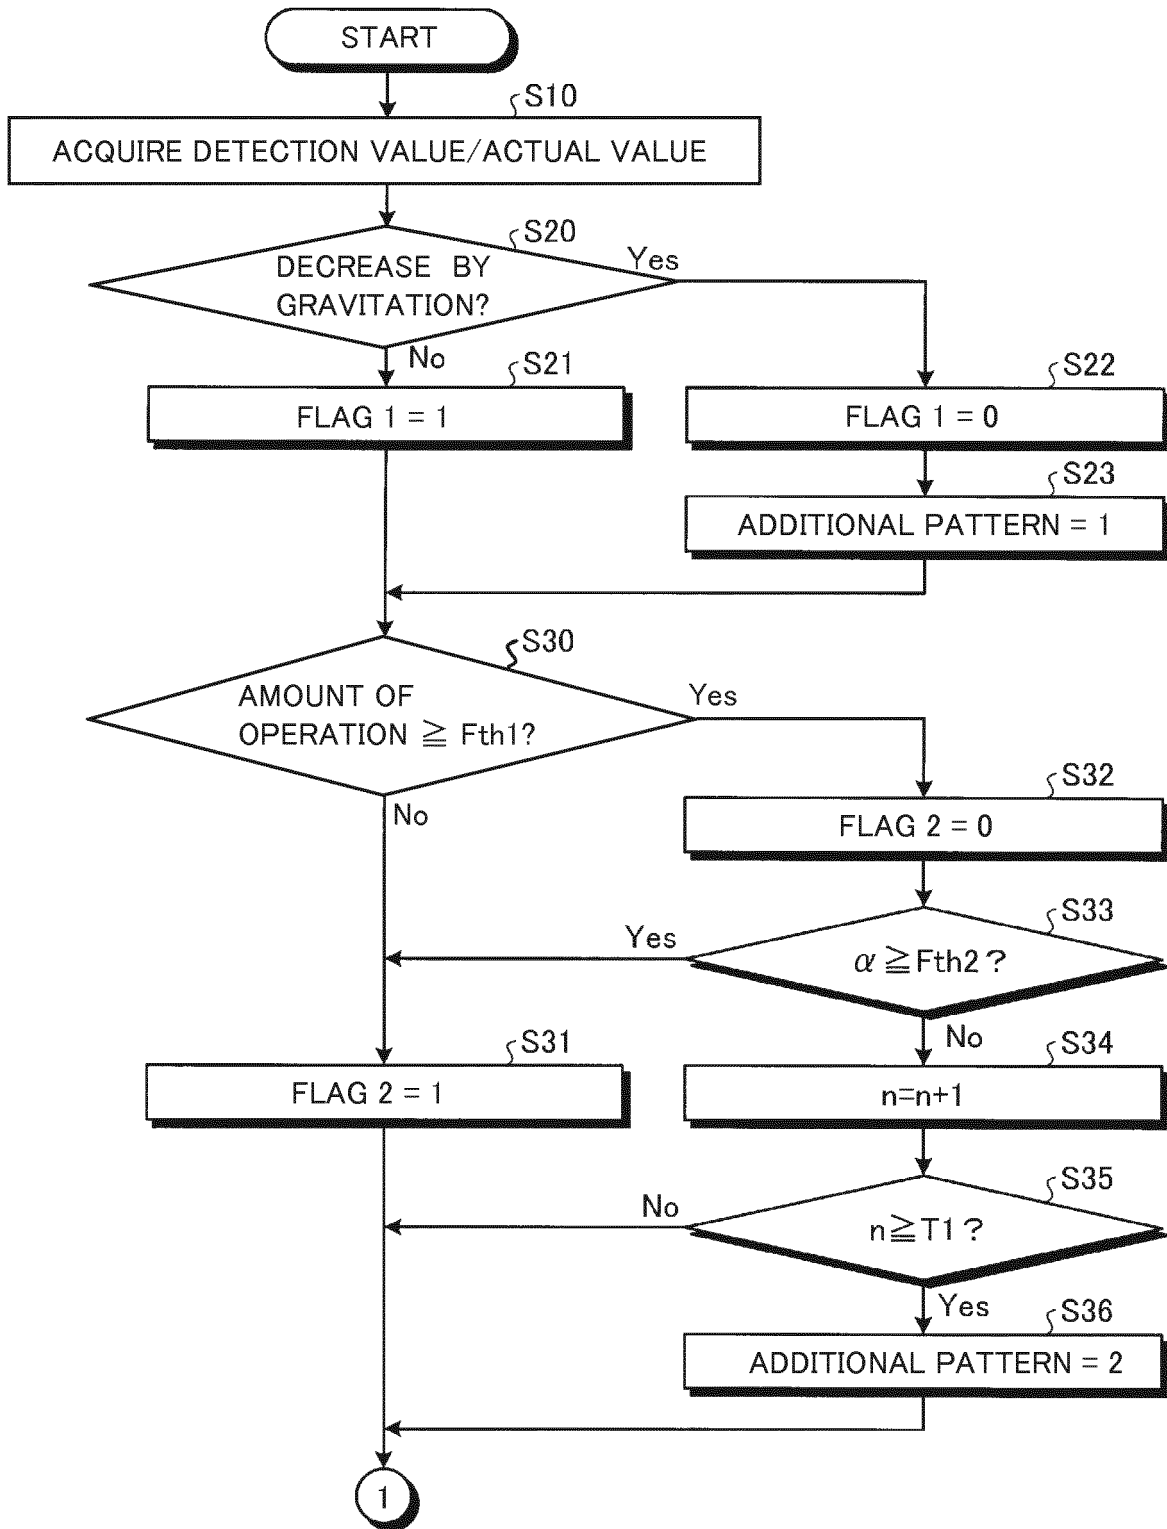 START
S10
ACQUIRE DETECTION VALUE/ACTUAL VALUE
S20
DECREASE BY
GRAVITATION?
Yes
No
S21
FLAG 1 = 1
S22
FLAG 1 = 0
S23
ADDITIONAL PATTERN = 1
S30
AMOUNT OF
OPERATION ≧ Fth1?
Yes
No
S32
FLAG 2 = 0
S33
α ≧ Fth2 ?
Yes
No
S31
FLAG 2 = 1
S34
n=n+1
S35
n ≧ T1 ?
No
Yes
S36
ADDITIONAL PATTERN = 2
1